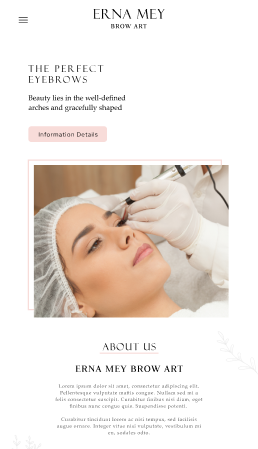 ERNA MEY
BROW ART
THE PERFECT
EYEBROWS
Beauty lies in the well-defined
arches and gracefully shaped
Information Details
ABOUT US
ERNA MEY BROW ART
Lorem ipsum dolor sit amet, consectetur adipiscing elit.
Pellentesque vulputate mattis congue. Nullam sed mi a
felis consectetur suscipit. Curabitur finibus nisl diam, eget
finibus nunc congue quis. Suspendisse potenti.
Curabitur tincidunt lorem ac nisi tempus, sed facilisis
augue ornare. Integer vitae nisl vulputate, vestibulum mi
eu, sodales odio.